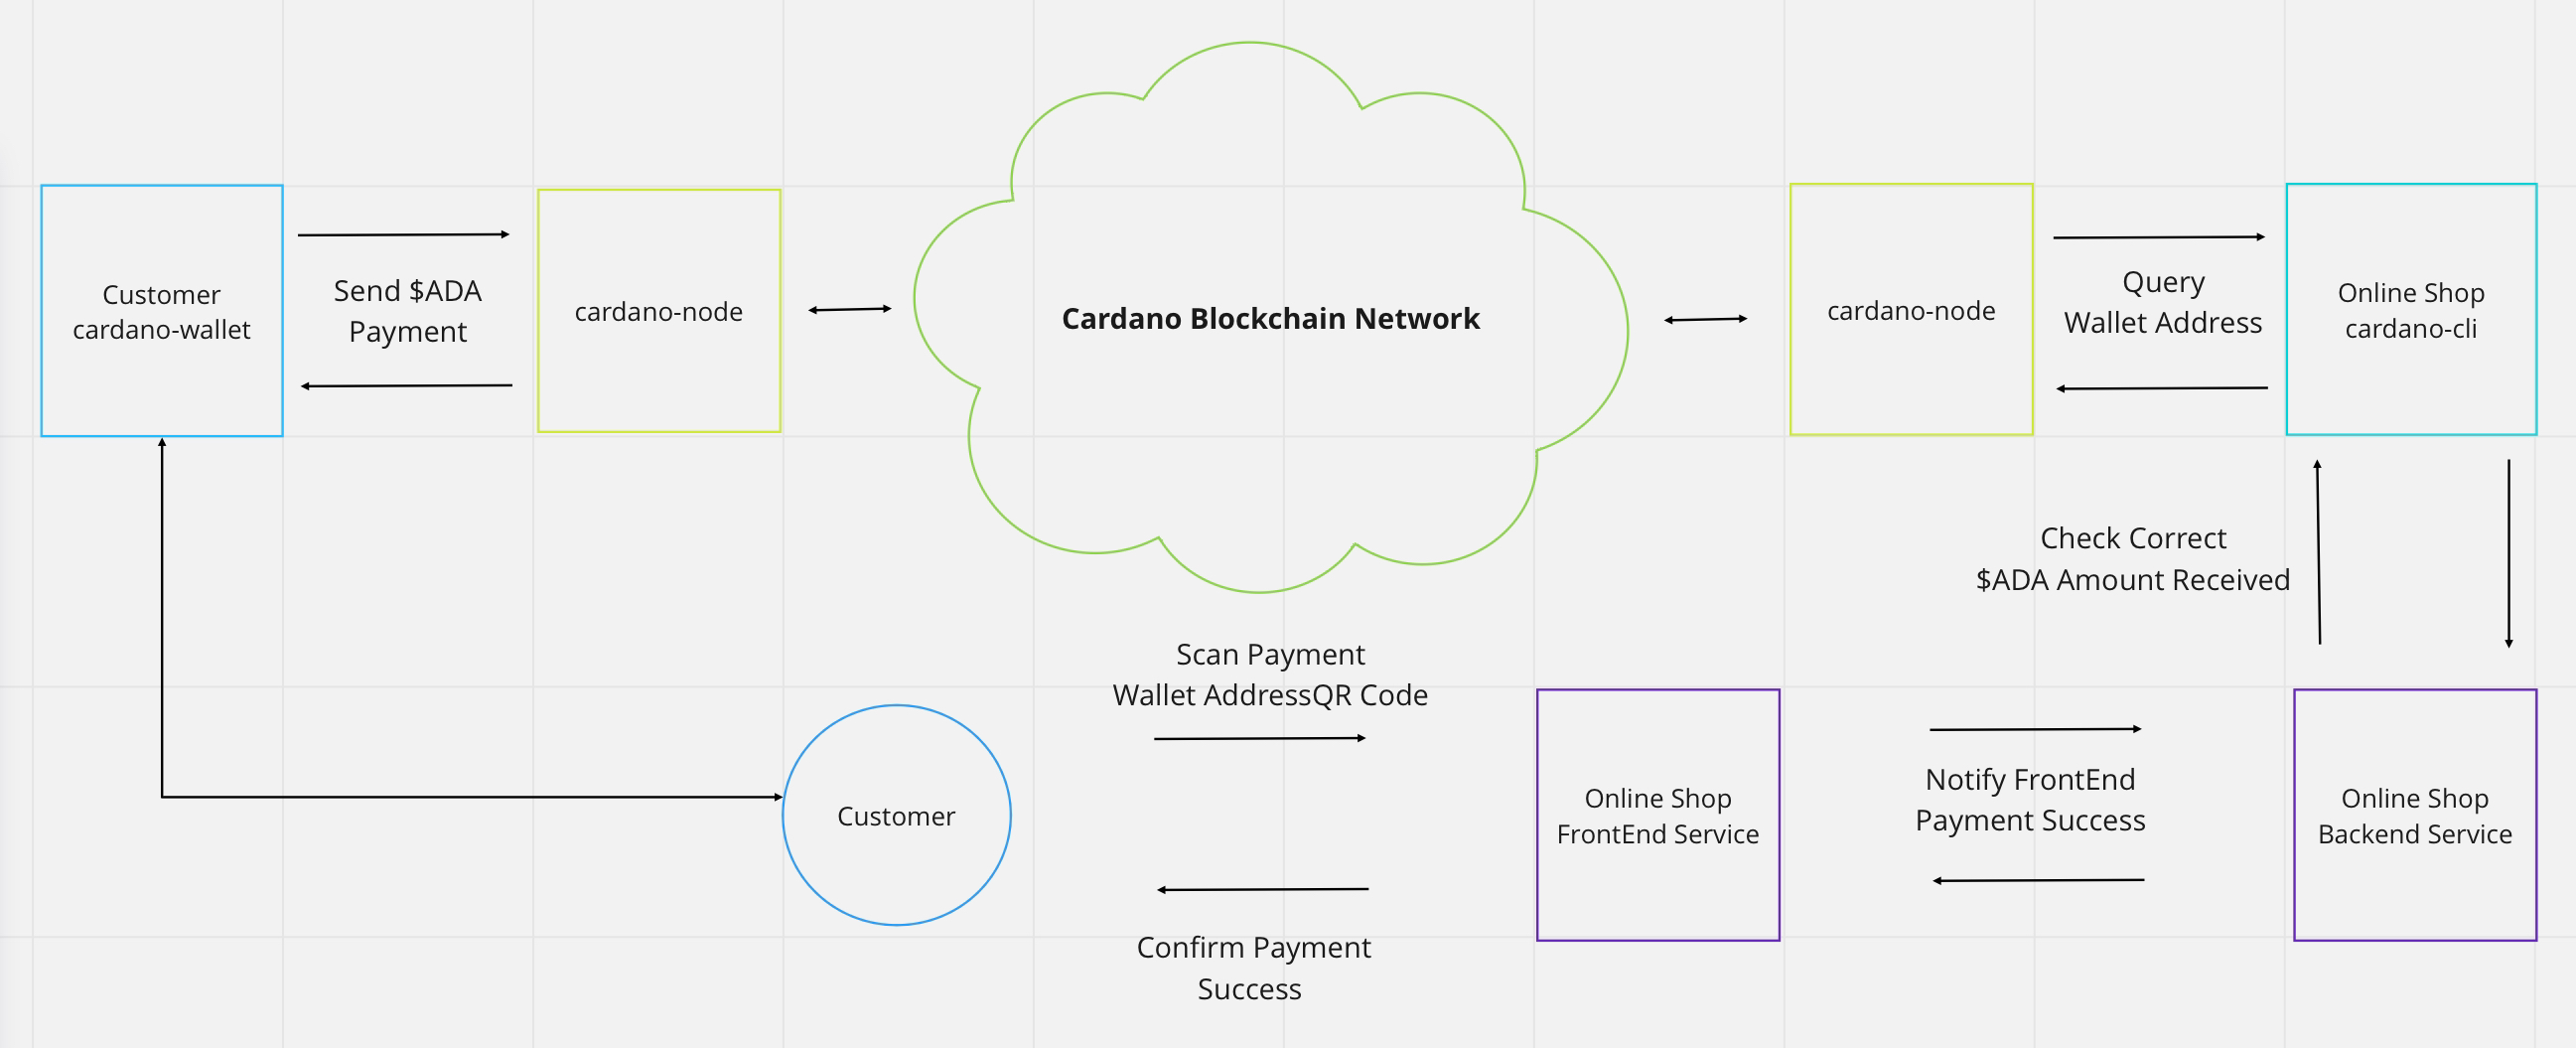 Customer
cardano-wallet
Send $ADA
Payment
cardano-node
Cardano Blockchain Network
cardano-node
Query
Wallet Address
Online Shop
cardano-cli
Check Correct
$ADA Amount Received
Scan Payment
Wallet AddressQR Code
Customer
Confirm Payment
Success
Online Shop
FrontEnd Service
Notify FrontEnd
Payment Success
Online Shop
Backend Service